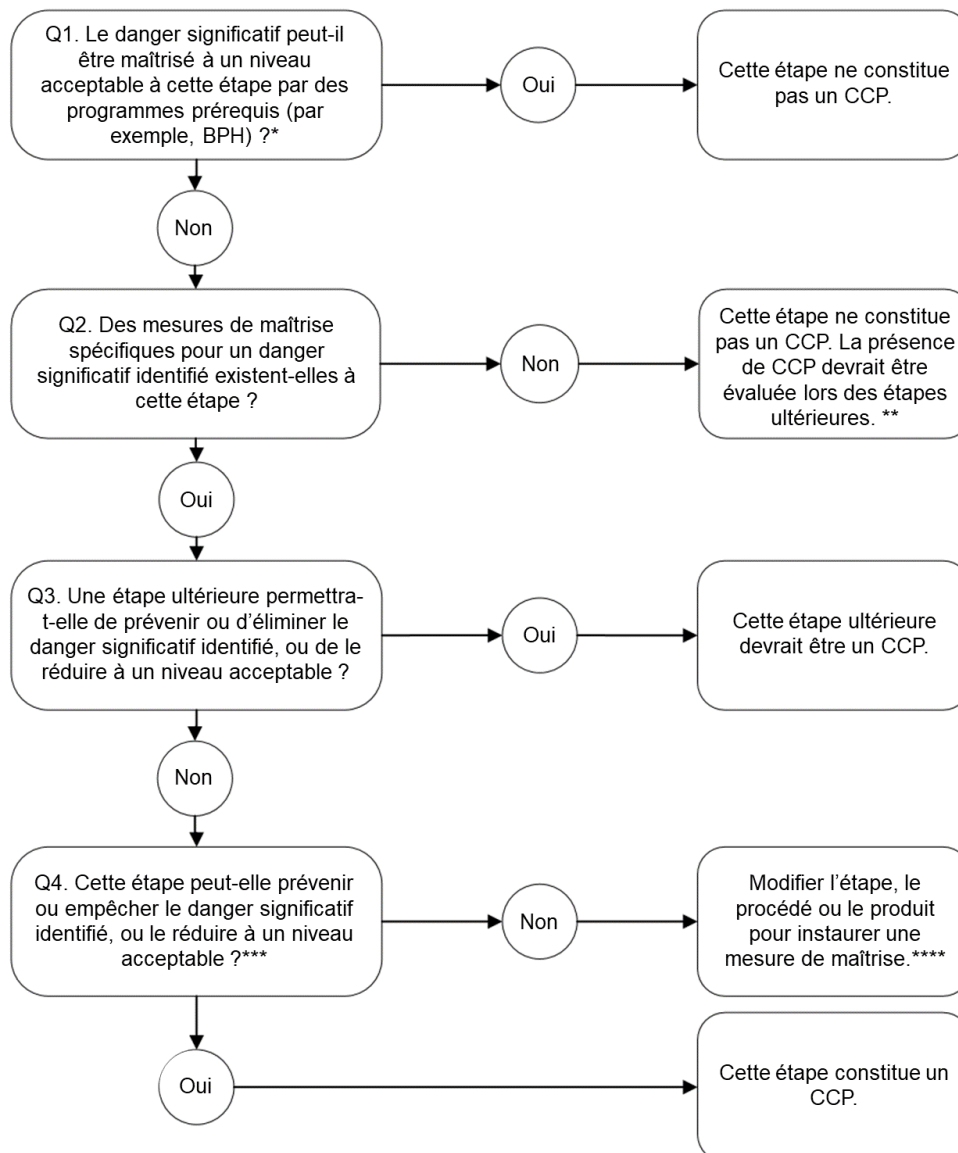 Q1. Le danger significatif peut-il
être maîtrisé à un niveau
acceptable à cette étape par des
programmes prérequis (par
exemple, BPH) ?*
Oui
Cette étape ne constitue
pas un CCP.
Non
Q2. Des mesures de maîtrise
spécifiques pour un danger
significatif identifié existent-elles à
cette étape ?
Non
Cette étape ne constitue
pas un CCP. La présence
de CCP devrait être
évaluée lors des étapes
ultérieures. **
Oui
Q3. Une étape ultérieure permettra-
t-elle de prévenir ou d’éliminer le
danger significatif identifié, ou de le
réduire à un niveau acceptable ?
Oui
Cette étape ultérieure
devrait être un CCP.
Non
Q4. Cette étape peut-elle prévenir
ou empêcher le danger significatif
identifié, ou le réduire à un niveau
acceptable ?***
Non
Modifier l’étape, le
procédé ou le produit
pour instaurer une
mesure de maîtrise.****
Oui
Cette étape constitue un
CCP.